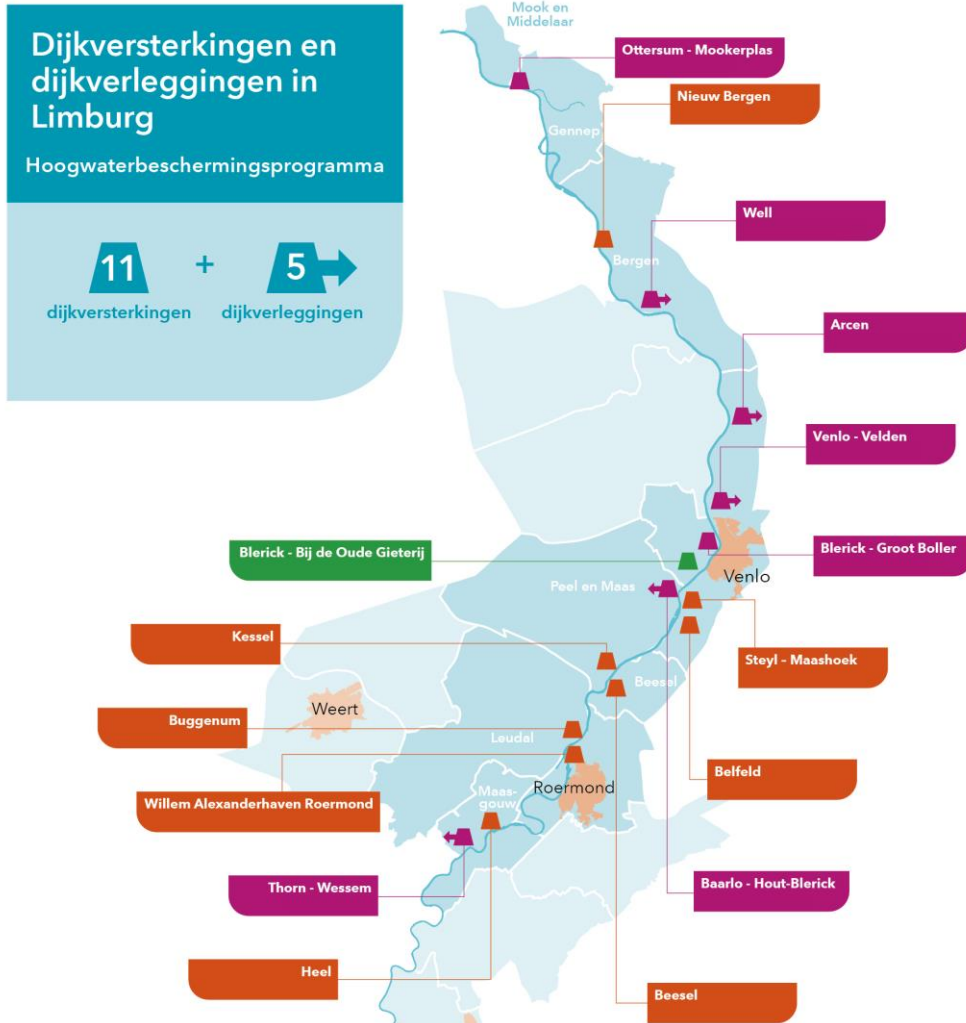 Dijkversterkingen en
dijkverleggingen in
Limburg
Hoogwaterbeschermingsprogramma
11
+
5
dijkversterkingen
dijkverleggingen
Mook en
Middelaar
Ottersum - Mookerplas
Nieuw Bergen
Gennep
Well
Bergen
Arcen
Venlo - Velden
Blerick - Bij de Oude Gieterij
Blerick - Groot Boller
Venlo
Peel en Maas
Kessel
Steyl - Maashoek
Beesel
Weert
Buggenum
Leudal
Belfeld
Roermond
Willem Alexanderhaven Roermond
Maas-
gouw
Thorn - Wessem
Baarlo - Hout-Blerick
Heel
Beesel